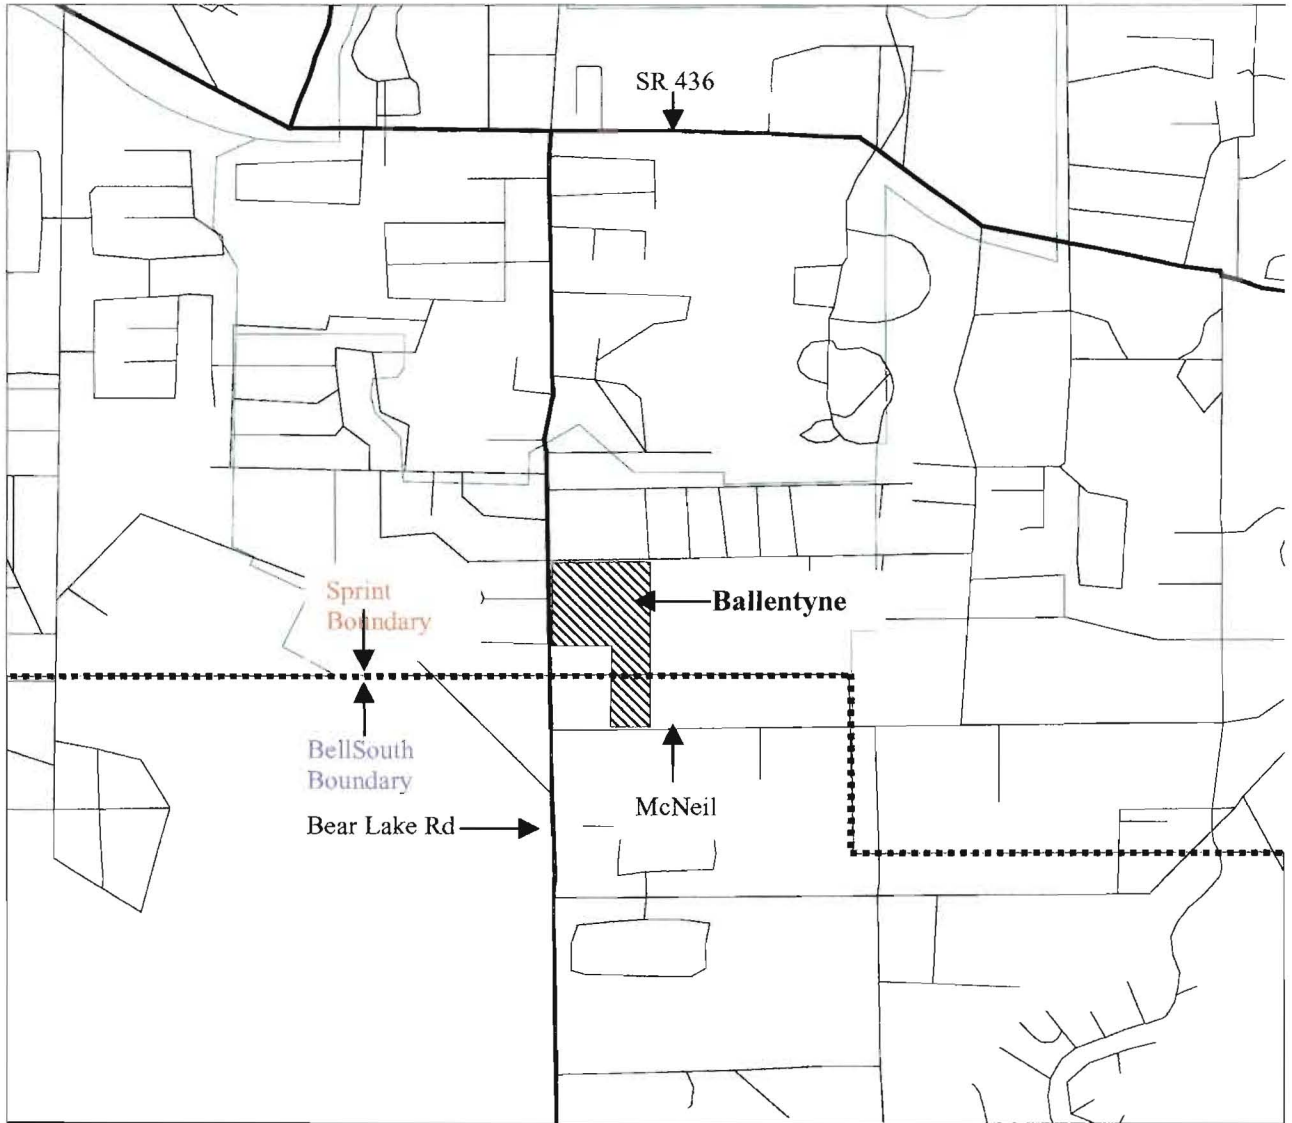 SR 436
Sprint
Boundary
Ballentyne
BellSouth
Boundary
McNeil
Bear Lake Rd